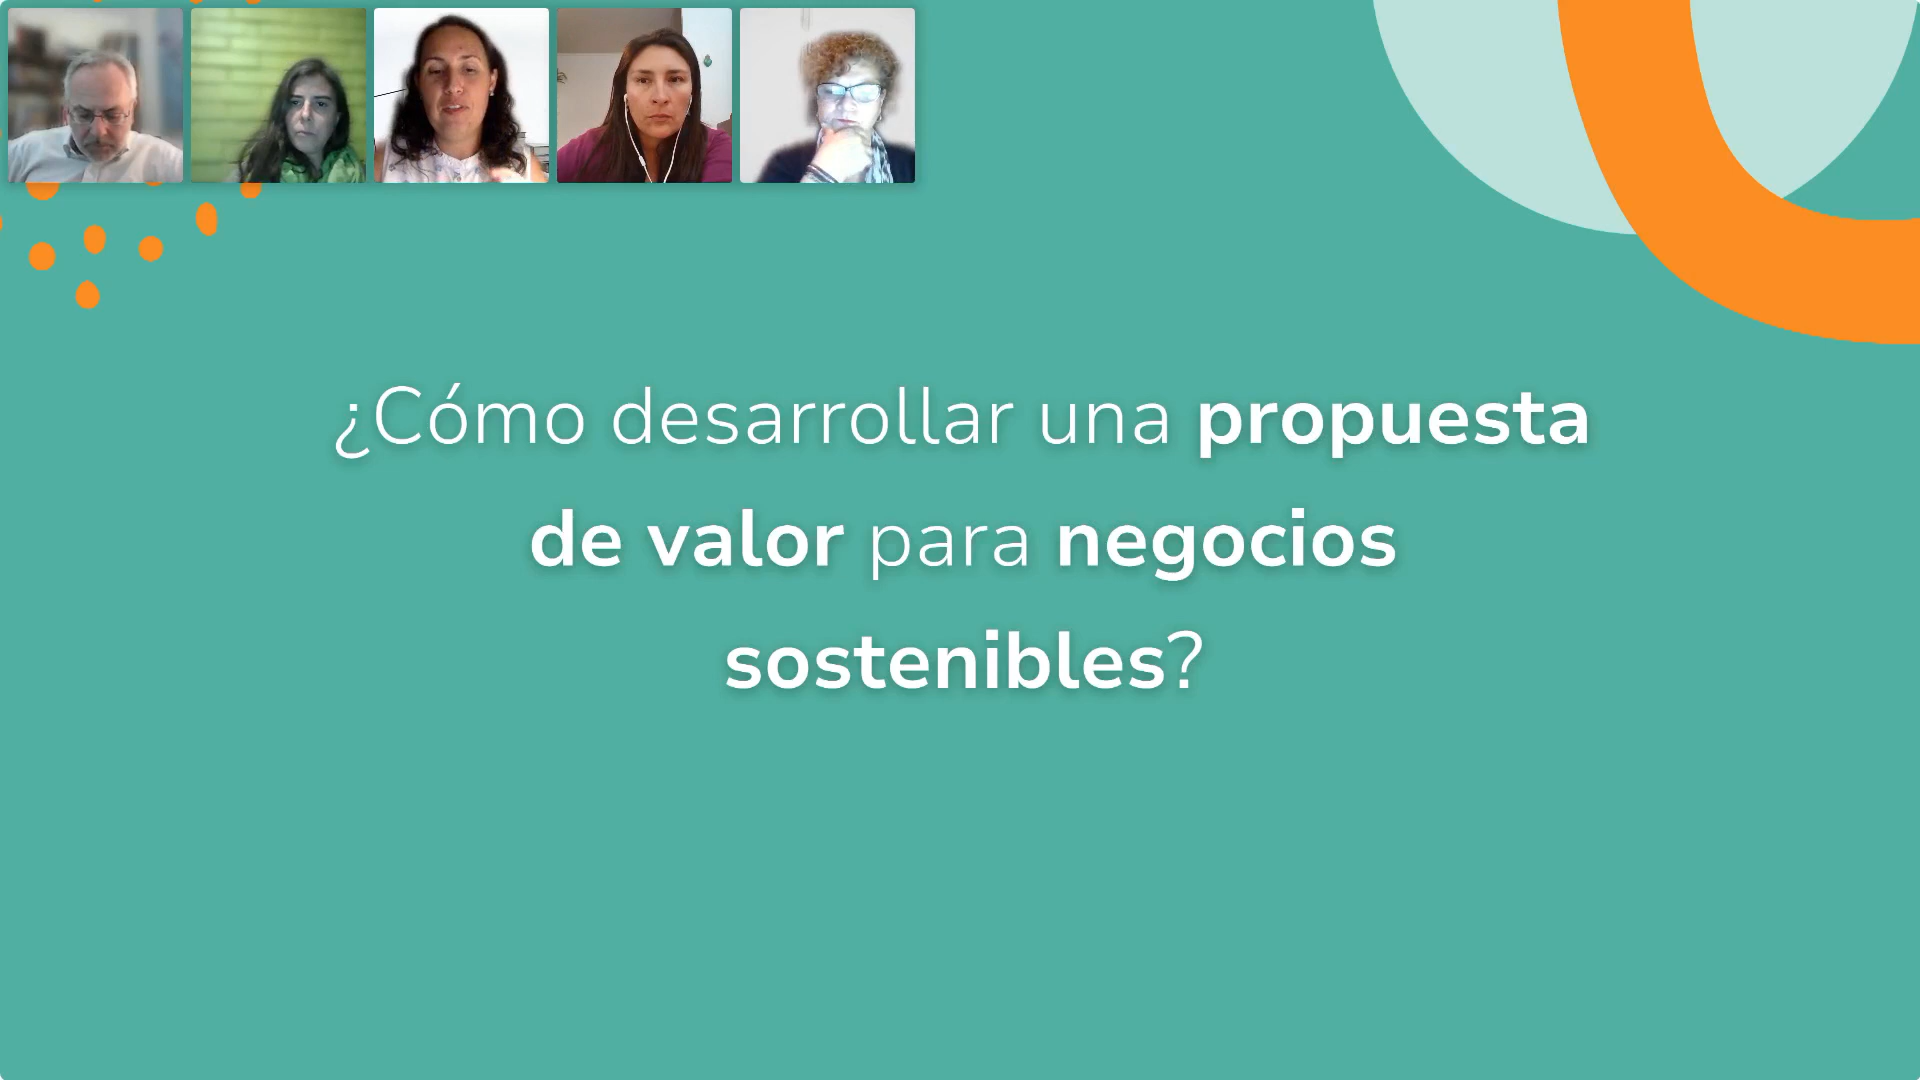 ¿Cómo desarrollar una propuesta
de valor para negocios
sostenibles?